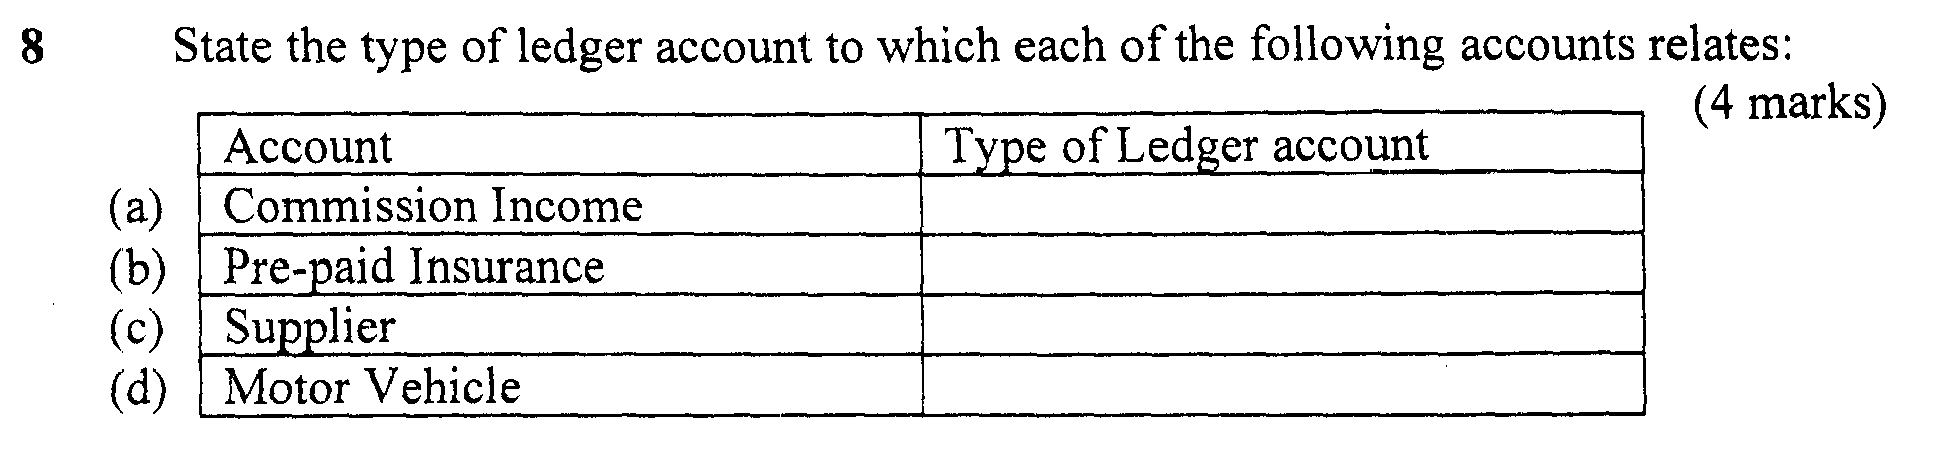 8 State the type of ledger account to which each of the following accounts relates:
(4 marks)
Account Type of Ledger account
(a) Commission Income
(b) Pre-paid Insurance
(c) Supplier
(d) Motor Vehicle